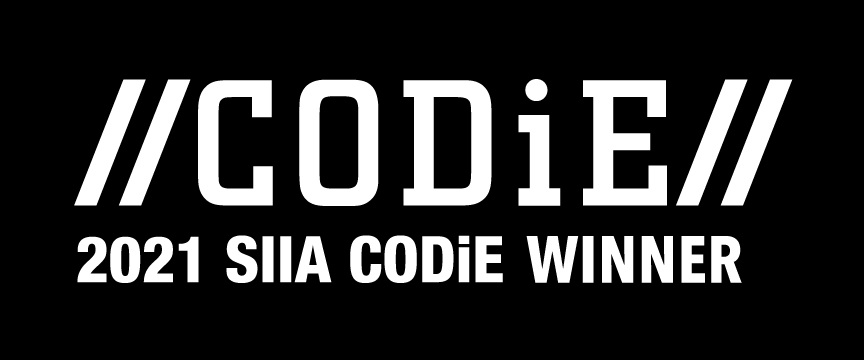 //CODiE//
2021 SIIA CODiE WINNER